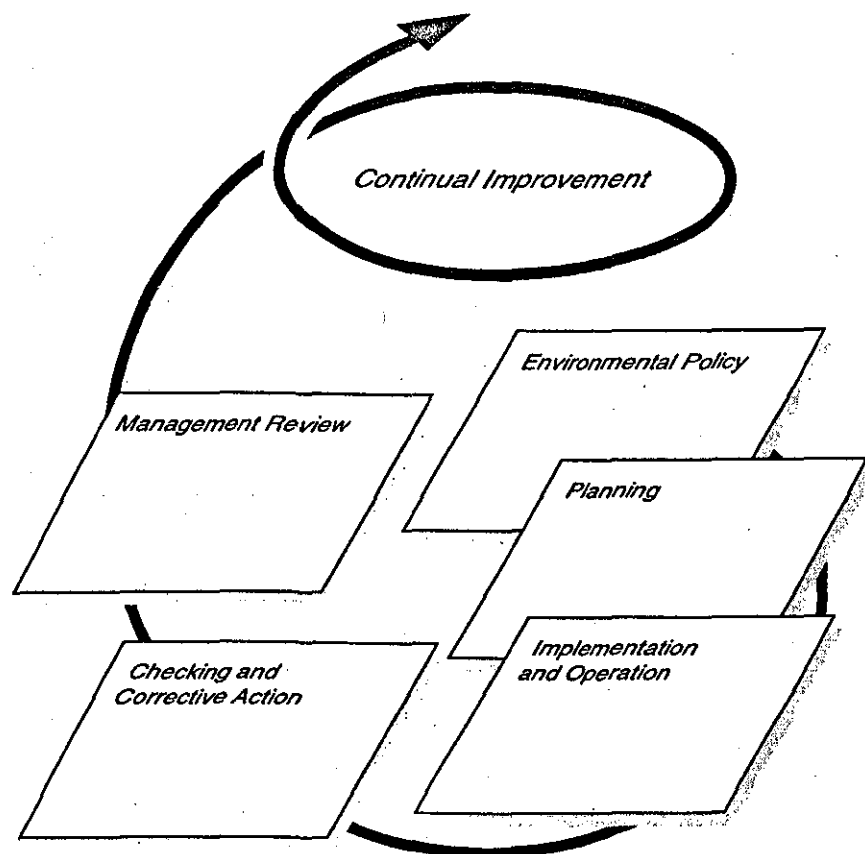 Continual Improvement
Environmental Policy
Management Review
Planning
Implementation
and Operation
Checking and
Corrective Action